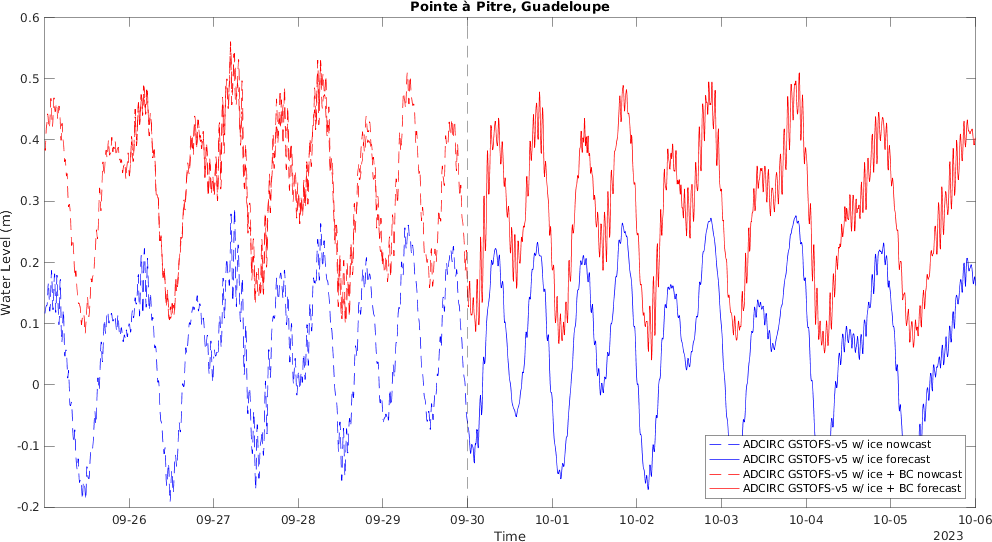 Pointe à Pitre, Guadeloupe
0.6
0.5
0.4
0.3
0.2
0.1
0
-0.1
-0.2
Water Level (m)
09-26 09-27 09-28 09-29 09-30 10-01 10-02 10-03 10-04 10-05 10-06
Time
2023
ADCIRC GSTOFS-v5 w/ ice nowcast
ADCIRC GSTOFS-v5 w/ ice forecast
ADCIRC GSTOFS-v5 w/ ice + BC nowcast
ADCIRC GSTOFS-v5 w/ ice + BC forecast